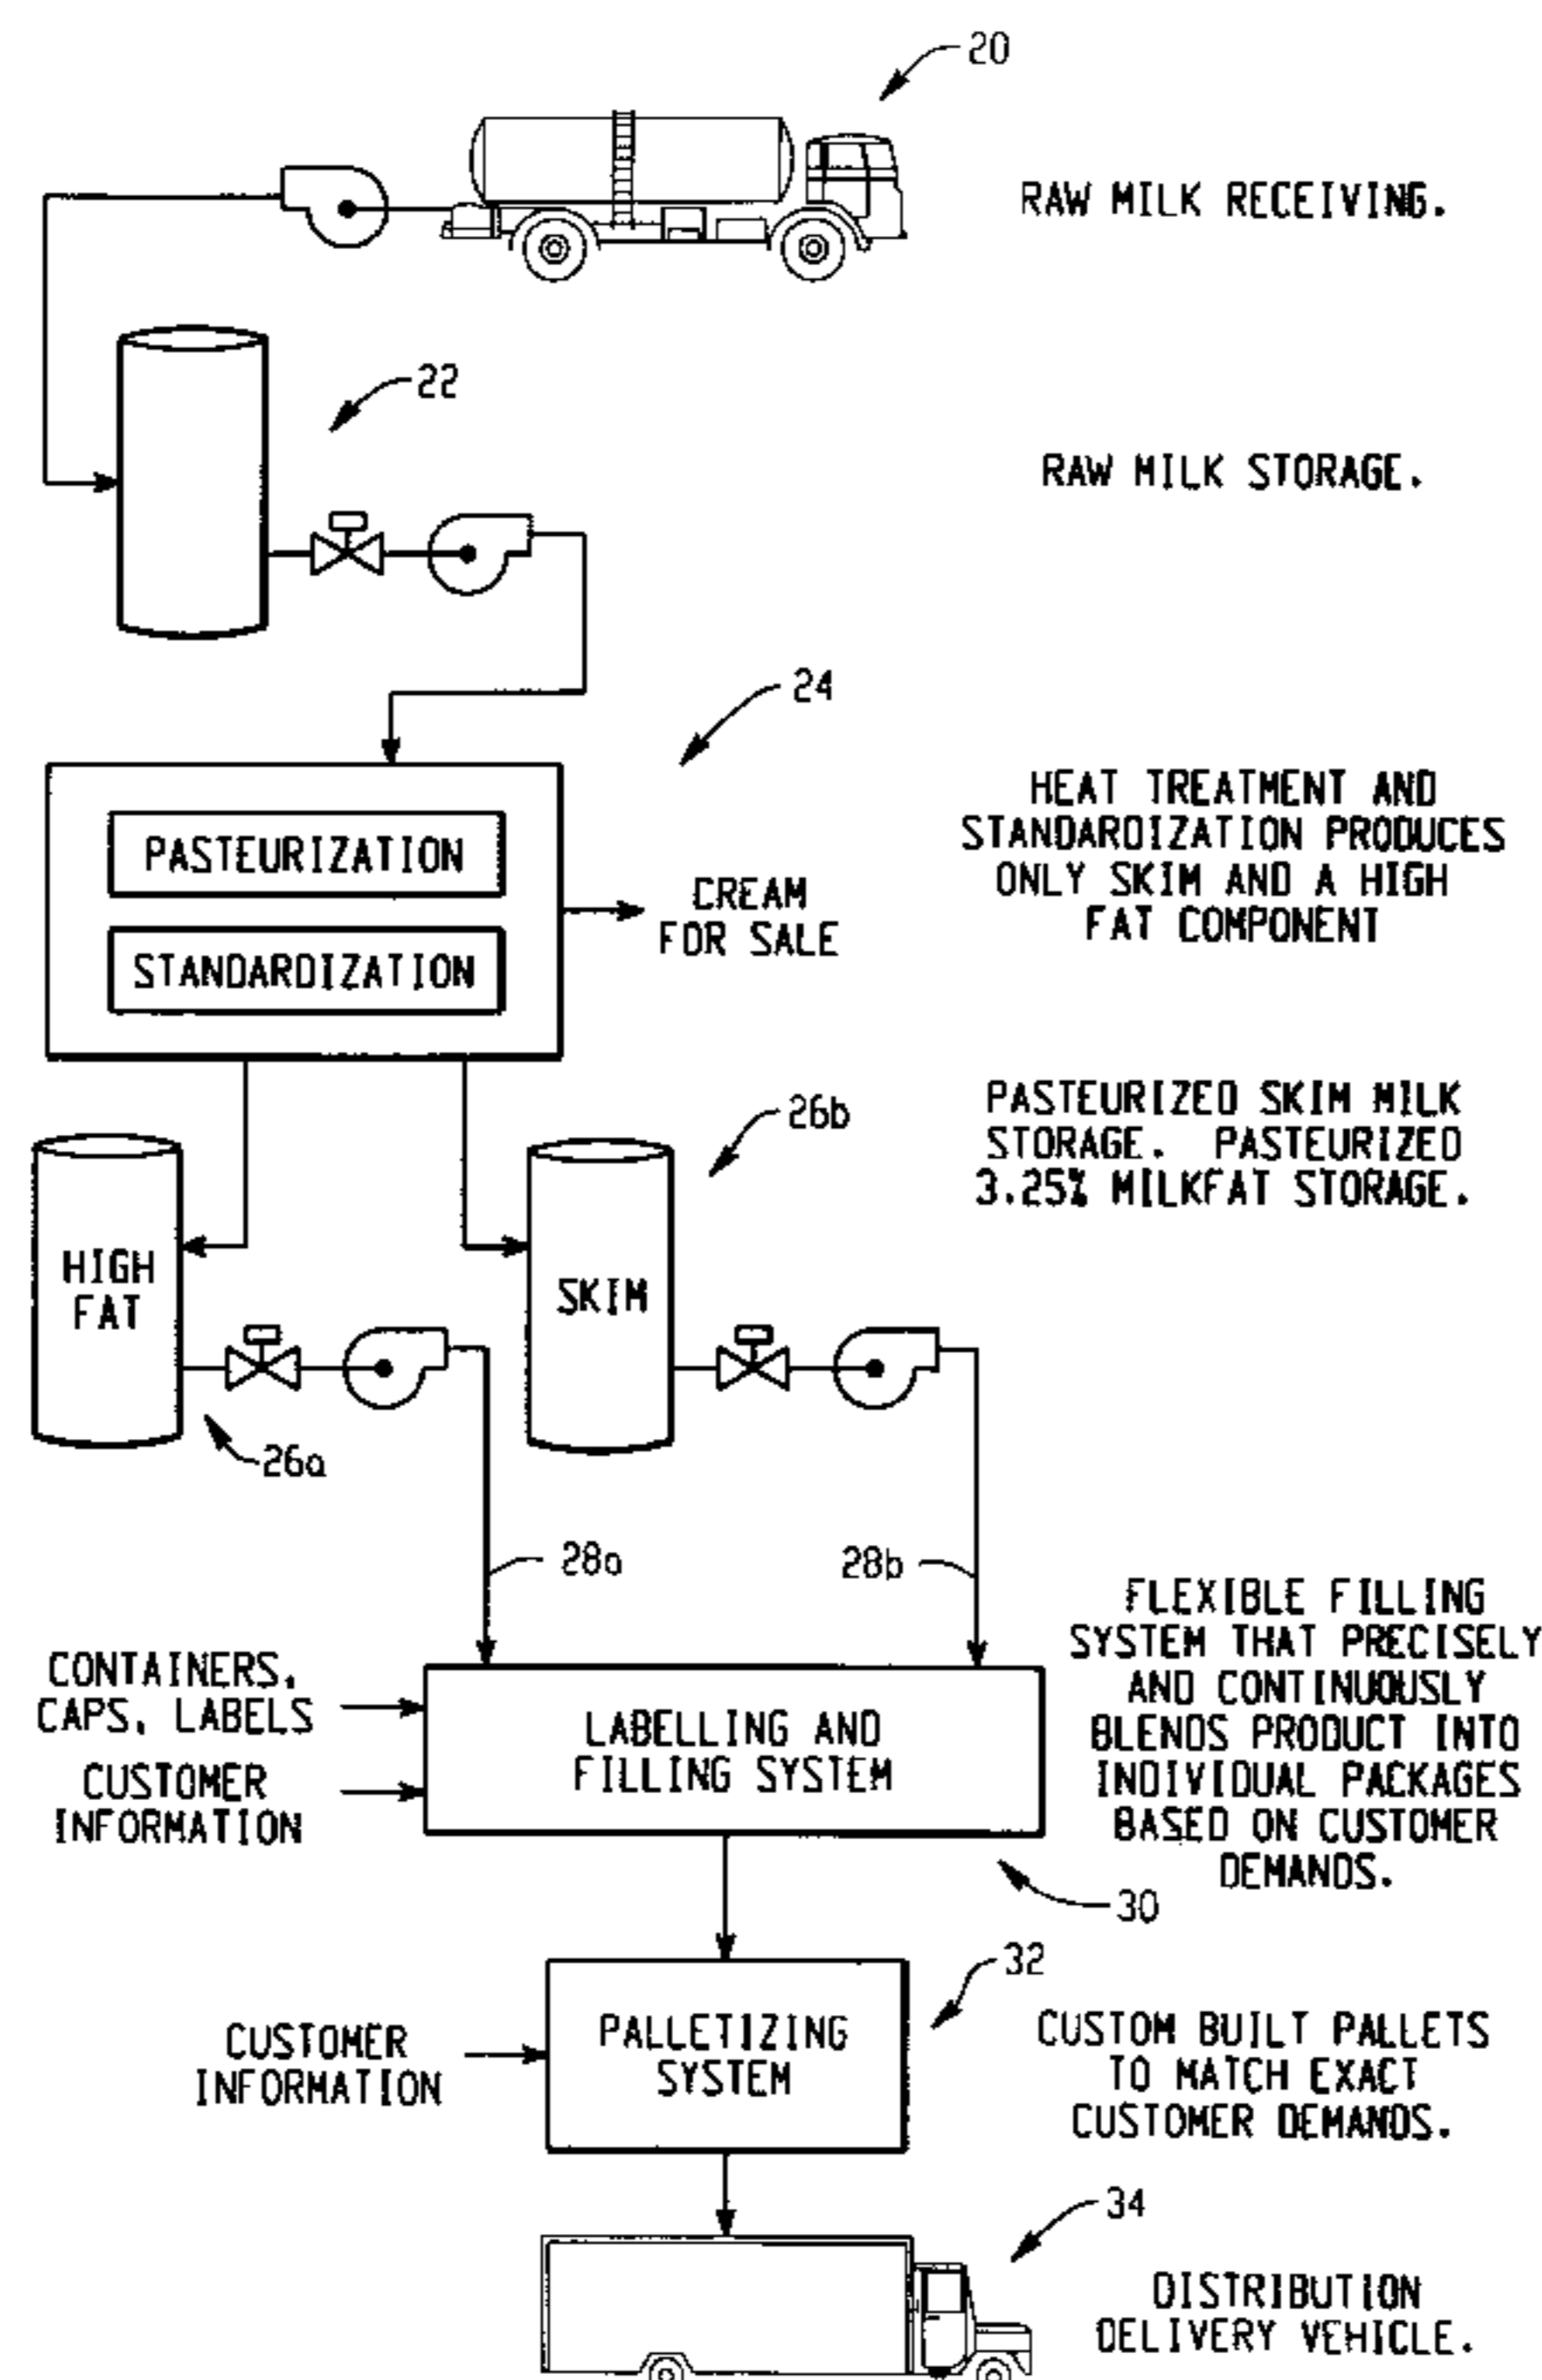 20
RAW MILK RECEIVING.
22
RAW MILK STORAGE.
24
PASTEURIZATION
STANDARDIZATION
CREAM
FOR SALE
HEAT TREATMENT AND
STANDARDIZATION PRODUCES
ONLY SKIM AND A HIGH
FAT COMPONENT
26b
PASTEURIZED SKIM MILK
STORAGE. PASTEURIZED
3.25% MILKFAT STORAGE.
HIGH
FAT
SKIM
26a
28a
28b
CONTAINERS,
CAPS, LABELS
CUSTOMER
INFORMATION
LABELLING AND
FILLING SYSTEM
FLEXIBLE FILLING
SYSTEM THAT PRECISELY
AND CONTINUOUSLY
BLENDS PRODUCT INTO
INDIVIDUAL PACKAGES
BASED ON CUSTOMER
DEMANDS.
30
32
CUSTOMER
INFORMATION
PALLETIZING
SYSTEM
CUSTOM BUILT PALLETS
TO MATCH EXACT
CUSTOMER DEMANDS.
34
DISTRIBUTION
DELIVERY VEHICLE.